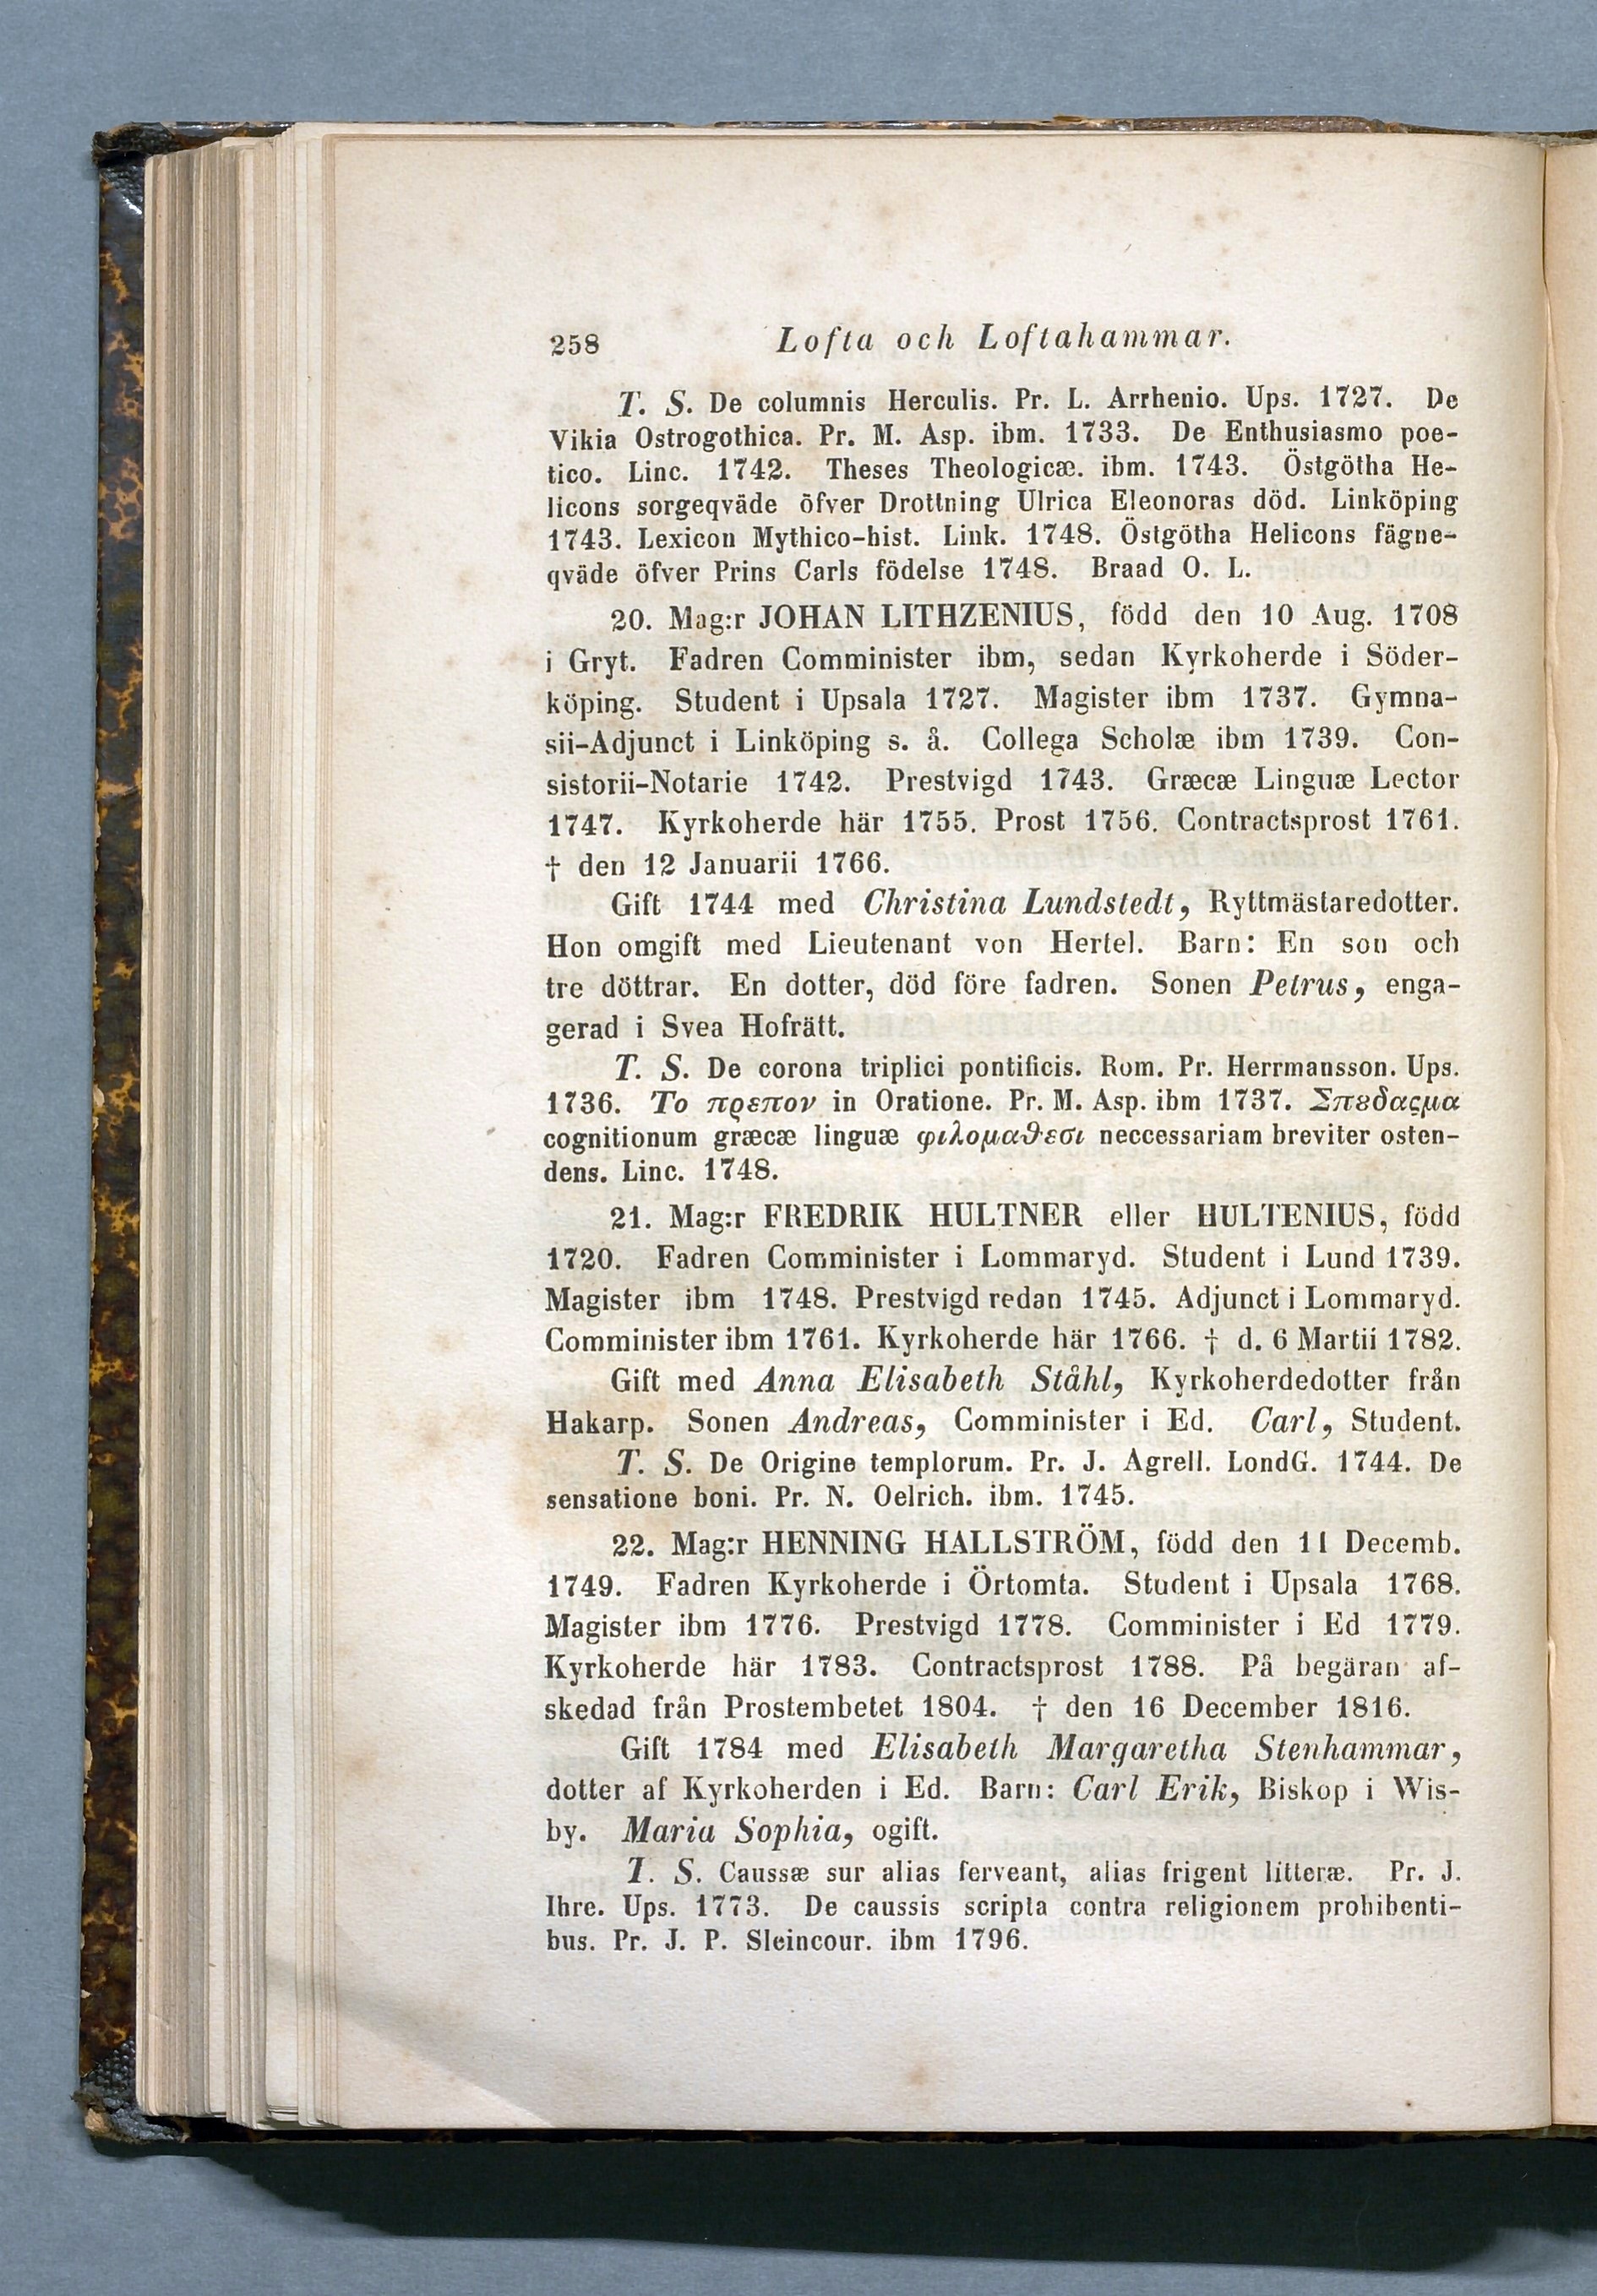 258 Lofta och Loftahammar.
T. S. De columnis Herculis. Pr. L. Arrhenio. Ups. 1727. De
Vikia Ostrogothica. Pr. M. Asp. ibm. 1733. De Enthusiasmo poe-
tico. Linc. 1742. Theses Theologicæ. ibm. 1743. Östgötha He-
licons sorgeqväde öfver Drottning Ulrica Eleonoras död. Linköping
1743. Lexicon Mythico-hist. Link. 1748. Östgötha Helicons fägne-
qväde öfver Prins Carls födelse 1748. Braad O. L.
20. Mag:r JOHAN LITHZENIUS, född den 10 Aug. 1708
i Gryt. Fadren Comminister ibm, sedan Kyrkoherde i Söder-
köping. Student i Upsala 1727. Magister ibm 1737. Gymna-
sii-Adjunct i Linköping s. å. Collega Scholæ ibm 1739. Con-
sistorii-Notarie 1742. Prestvigd 1743. Græcæ Linguæ Lector
1747. Kyrkoherde här 1755. Prost 1756. Contractsprost 1761.
† den 12 Januarii 1766.
Gift 1744 med Christina Lundstedt, Ryttmästaredotter.
Hon omgift med Lieutenant von Hertel. Barn: En son och
tre döttrar. En dotter, död före fadren. Sonen Petrus, enga-
gerad i Svea Hofrätt.
T. S. De corona triplici pontificis. Rom. Pr. Herrmansson. Ups.
1736. Το πρεπον in Oratione. Pr. M. Asp. ibm 1737. Σπȣδαςμα
cognitionum græcæ linguæ φιλομαϑεσι neccessariam breviter osten-
dens. Linc. 1748.
21. Mag:r FREDRIK HULTNER eller HULTENIUS, född
1720. Fadren Comminister i Lommaryd. Student i Lund 1739.
Magister ibm 1748. Prestvigd redan 1745. Adjunct i Lommaryd.
Comminister ibm 1761. Kyrkoherde här 1766. † d. 6 Martii 1782.
Gift med Anna Elisabeth Ståhl, Kyrkoherdedotter från
Hakarp. Sonen Andreas, Comminister i Ed. Carl, Student.
T. S. De Origine templorum. Pr. J. Agrell. LondG. 1744. De
sensatione boni. Pr. N. Oelrich. ibm. 1745.
22. Mag:r HENNING HALLSTRÖM, född den 11 Decemb.
1749. Fadren Kyrkoherde i Örtomta. Student i Upsala 1768.
Magister ibm 1776. Prestvigd 1778. Comminister i Ed 1779.
Kyrkoherde här 1783. Contractsprost 1788. På begäran af-
skedad från Prostembetet 1804. † den 16 December 1816.
Gift 1784 med Elisabeth Margaretha Stenhammar,
dotter af Kyrkoherden i Ed. Barn: Carl Erik, Biskop i Wis-
by. Maria Sophia, ogift.
T. S. Caussæ sur alias ferveant, alias frigent litteræ. Pr. J.
Ihre. Ups. 1773. De caussis scripta contra religionem prohibenti-
bus. Pr. J. P. Sleincour. ibm 1796.